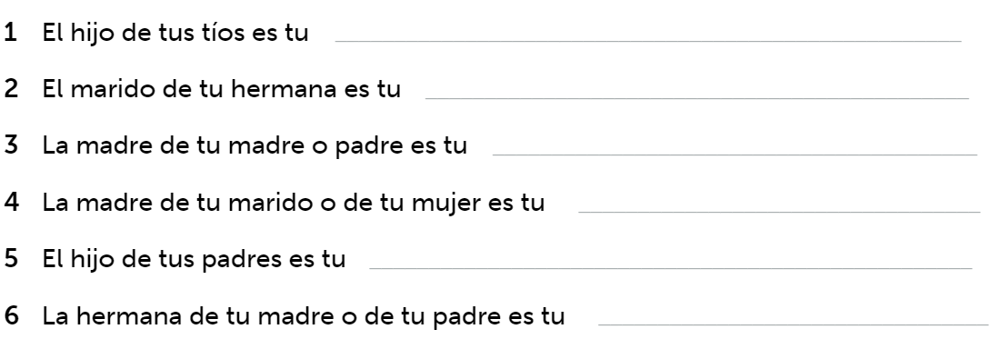 1 El hijo de tus tíos es tu
2 El marido de tu hermana es tu
3 La madre de tu madre o padre es tu
4 La madre de tu marido o de tu mujer es tu
5 El hijo de tus padres es tu
6 La hermana de tu madre o de tu padre es tu